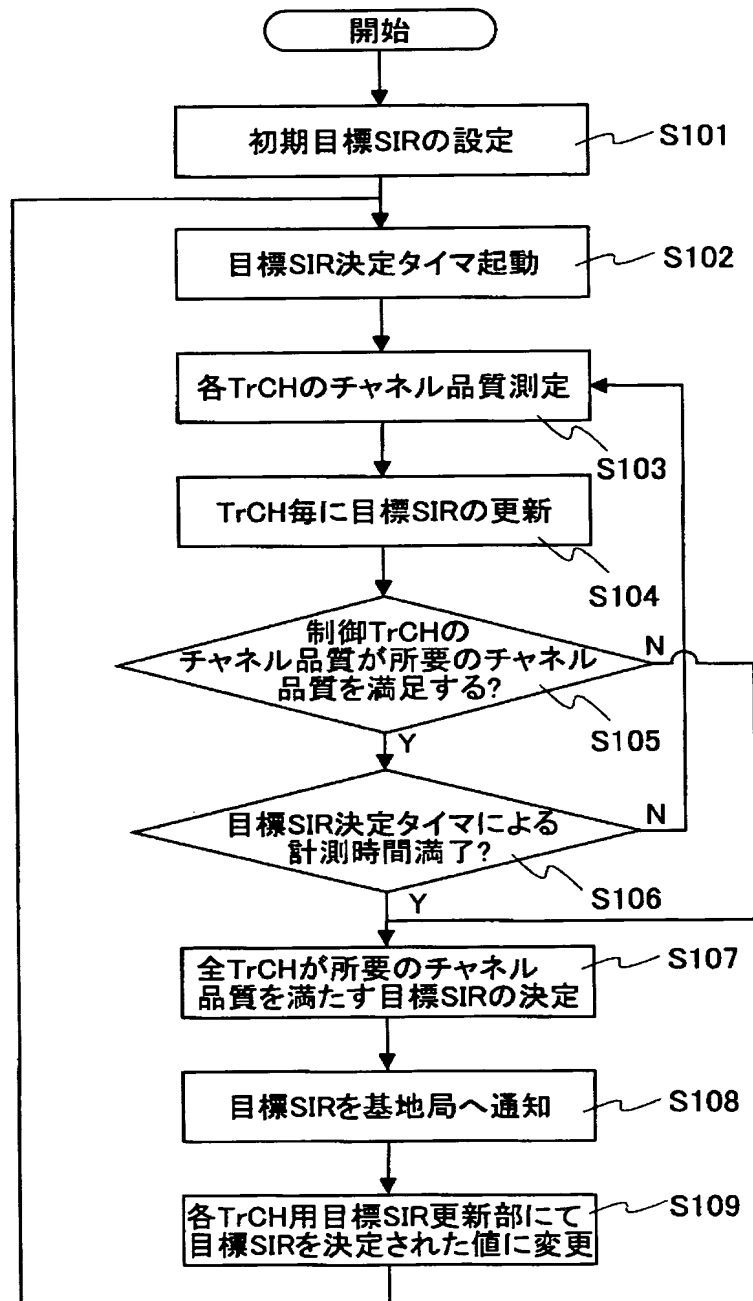 開始
初期目標SIRの設定
S101
目標SIR決定タイマ起動
S102
各TrCHのチャネル品質測定
S103
TrCH毎に目標SIRの更新
S104
制御TrCHの
チャネル品質が所要のチャネル
品質を満足する?
N
S105
Y
目標SIR決定タイマによる
計測時間満了?
N
S106
Y
全TrCHが所要のチャネル
品質を満たす目標SIRの決定
S107
目標SIRを基地局へ通知
S108
各TrCH用目標SIR更新部にて
目標SIRを決定された値に変更
S109